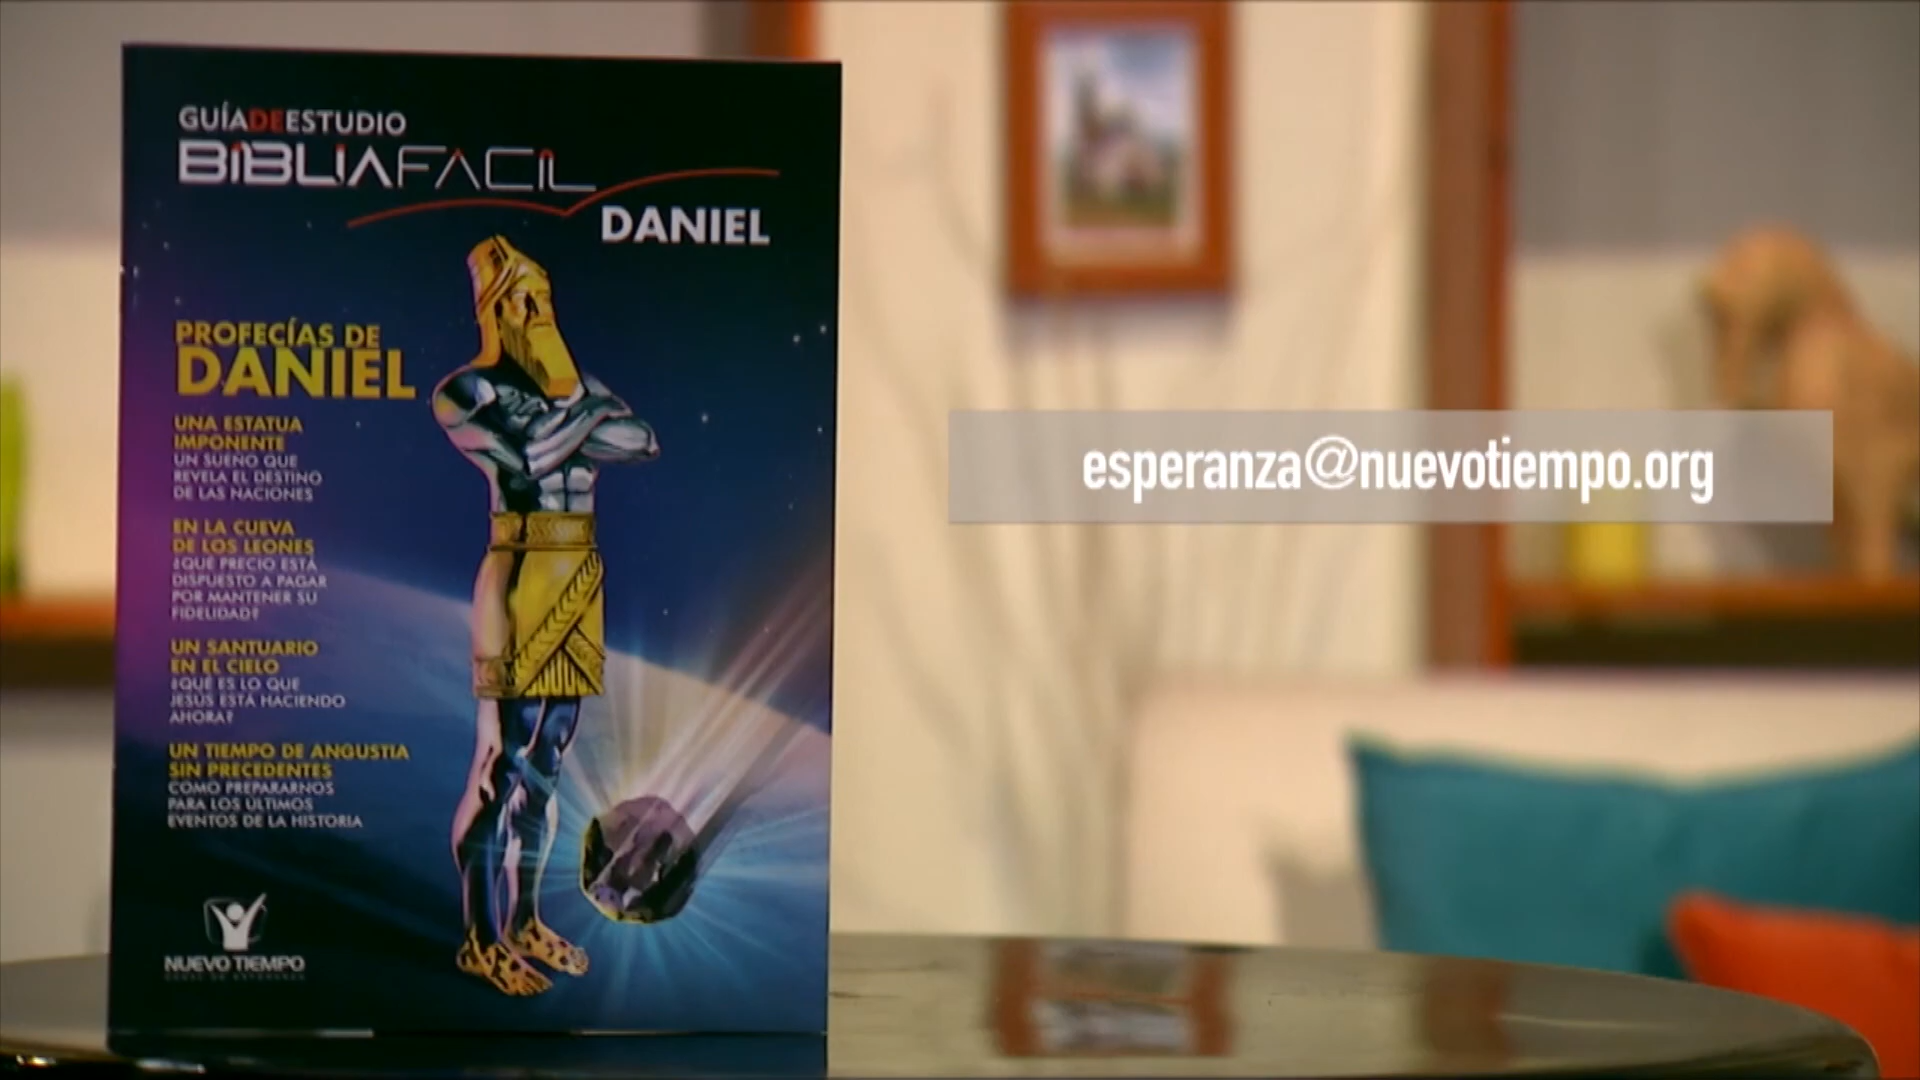 GUÍADEESTUDIO
BIBLIAFACIL
DANIEL
PROFECÍAS DE
DANIEL
UNA ESTATUA
IMPONENTE
UN SUEÑO QUE
REVELA EL DESTINO
DE LAS NACIONES
EN LA CUEVA
DE LOS LEONES
¿QUÉ PRECIO ESTÁ
DISPUESTO A PAGAR
POR MANTENER SU
FIDELIDAD?
UN SANTUARIO
EN EL CIELO
¿QUÉ ES LO QUE
JESÚS ESTÁ HACIENDO
AHORA?
UN TIEMPO DE ANGUSTIA
SIN PRECEDENTES
COMO PREPARARNOS
PARA LOS ÚLTIMOS
EVENTOS DE LA HISTORIA
NUEVO TIEMPO
esperanza@nuevotiempo.org